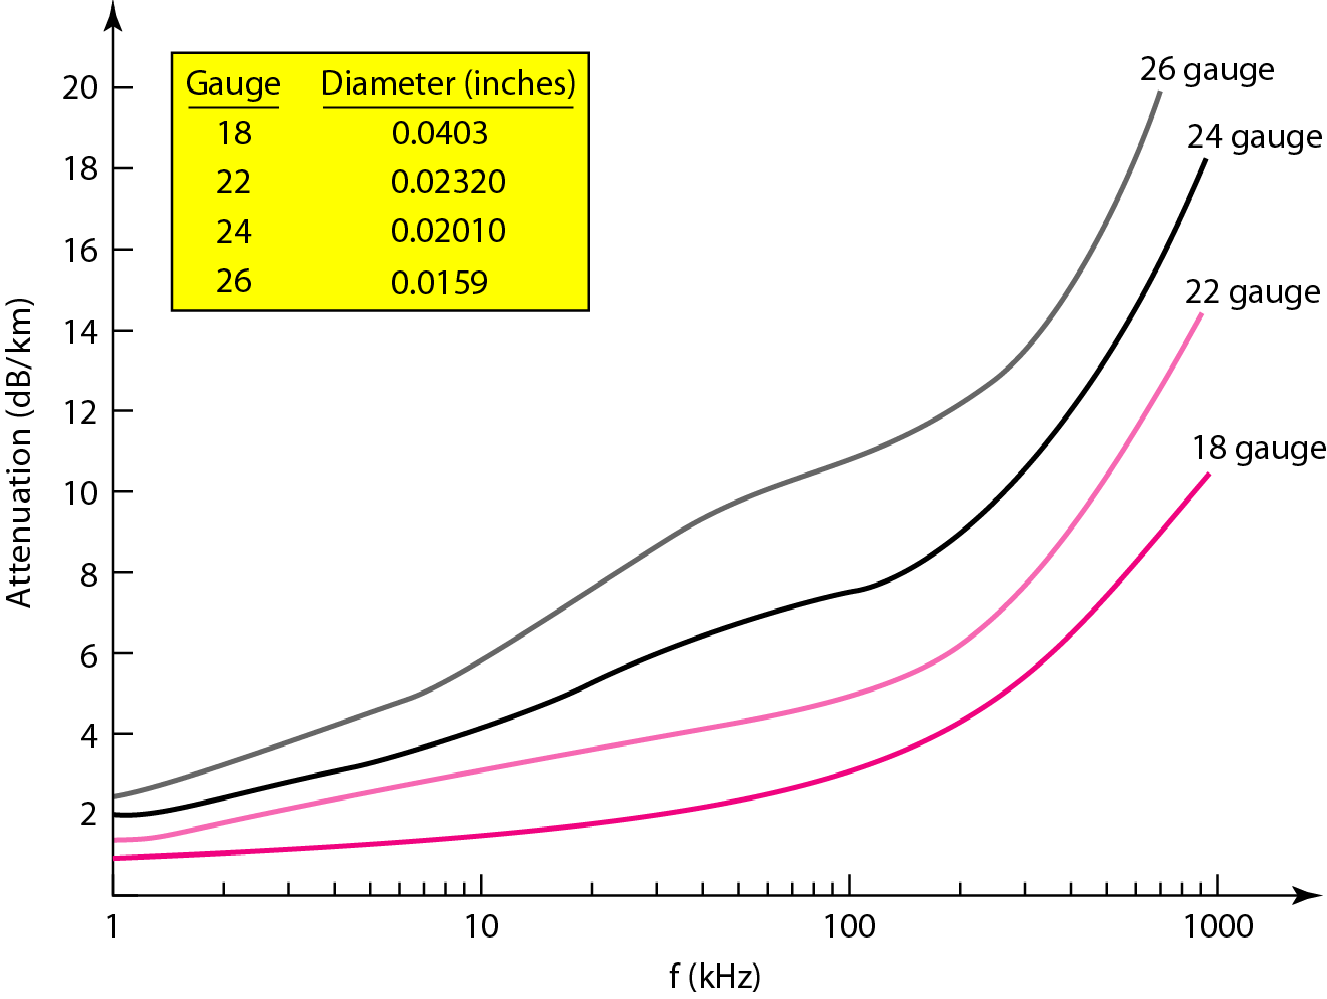 Gauge Diameter (inches)
18 0.0403
22 0.02320
24 0.02010
26 0.0159
26 gauge
24 gauge
22 gauge
18 gauge
Attenuation (dB/km)
20
18
16
14
12
10
8
6
4
2
1 10 100 1000
f (kHz)